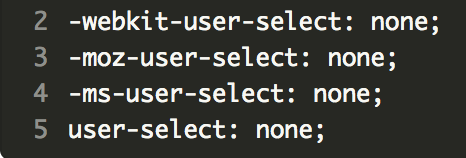 2 -webkit-user-select: none;
3 -moz-user-select: none;
4 -ms-user-select: none;
5 user-select: none;